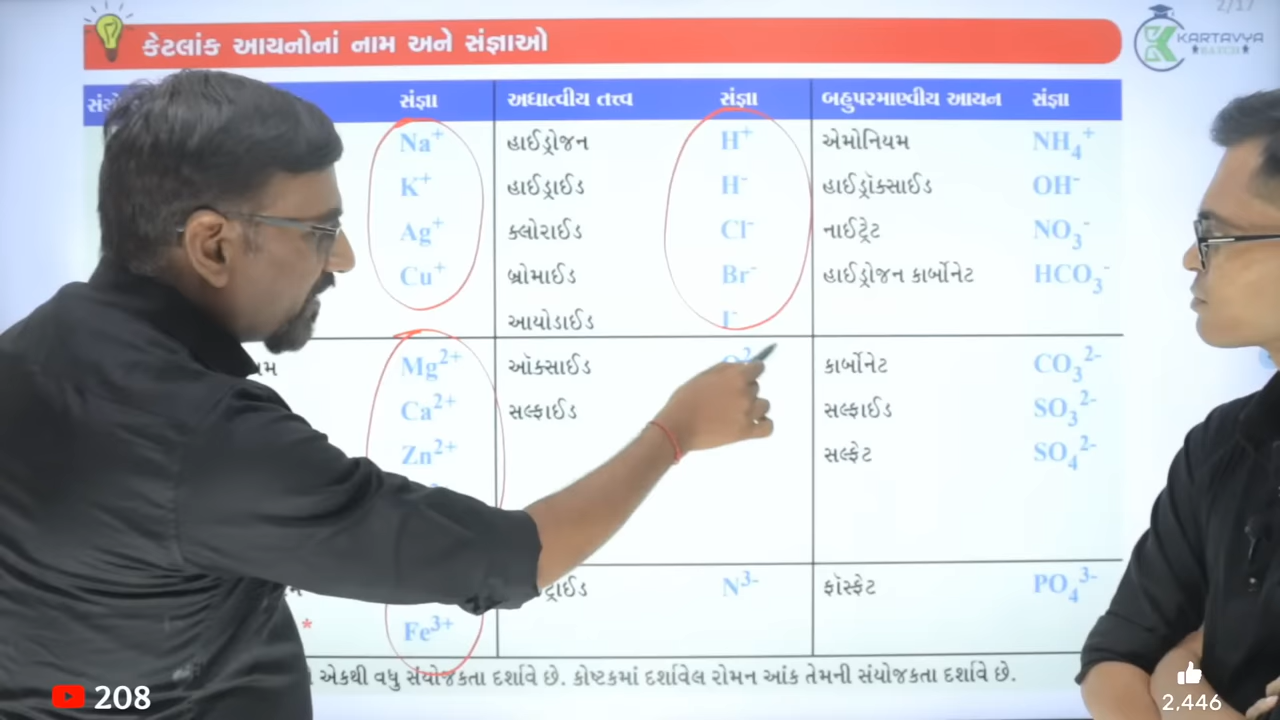 2/17
કેટલાંક આયનોનાં નામ અને સંજ્ઞાઓ
KARTAVYA
BATCH
સંજ્ઞા અધાત્વીય તત્ત્વ સંજ્ઞા બહુપરમાણ્વીય આયન સંજ્ઞા
Na⁺ હાઈડ્રોજન H⁺ એમોનિયમ NH₄⁺
K⁺ હાઈડ્રાઈડ H⁻ હાઈડ્રૉક્સાઈડ OH⁻
Ag⁺ ક્લોરાઈડ Cl⁻ નાઈટ્રેટ NO₃⁻
Cu⁺ બ્રોમાઈડ Br⁻ હાઈડ્રોજન કાર્બોનેટ HCO₃⁻
આયોડાઈડ I⁻
Mg²⁺ ઑક્સાઈડ કાર્બોનેટ CO₃²⁻
Ca²⁺ સલ્ફાઈડ સલ્ફાઈડ SO₃²⁻
Zn²⁺ સલ્ફેટ SO₄²⁻
N³⁻ ફૉસ્ફેટ PO₄³⁻
* Fe³⁺
એકથી વધુ સંયોજકતા દર્શાવે છે. કોષ્ટકમાં દર્શાવેલ રોમન આંક તેમની સંયોજકતા દર્શાવે છે.
208
2,446